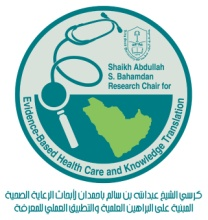 Shaikh Abdullah
S. Bahamdan
Research Chair for
Evidence-Based Health Care and Knowledge Translation
كرسي الشيخ عبدالله بن سالم باحمدان لأبحاث الرعاية الصحية
المبنية على البراهين العلمية والتطبيق العملي للمعرفة